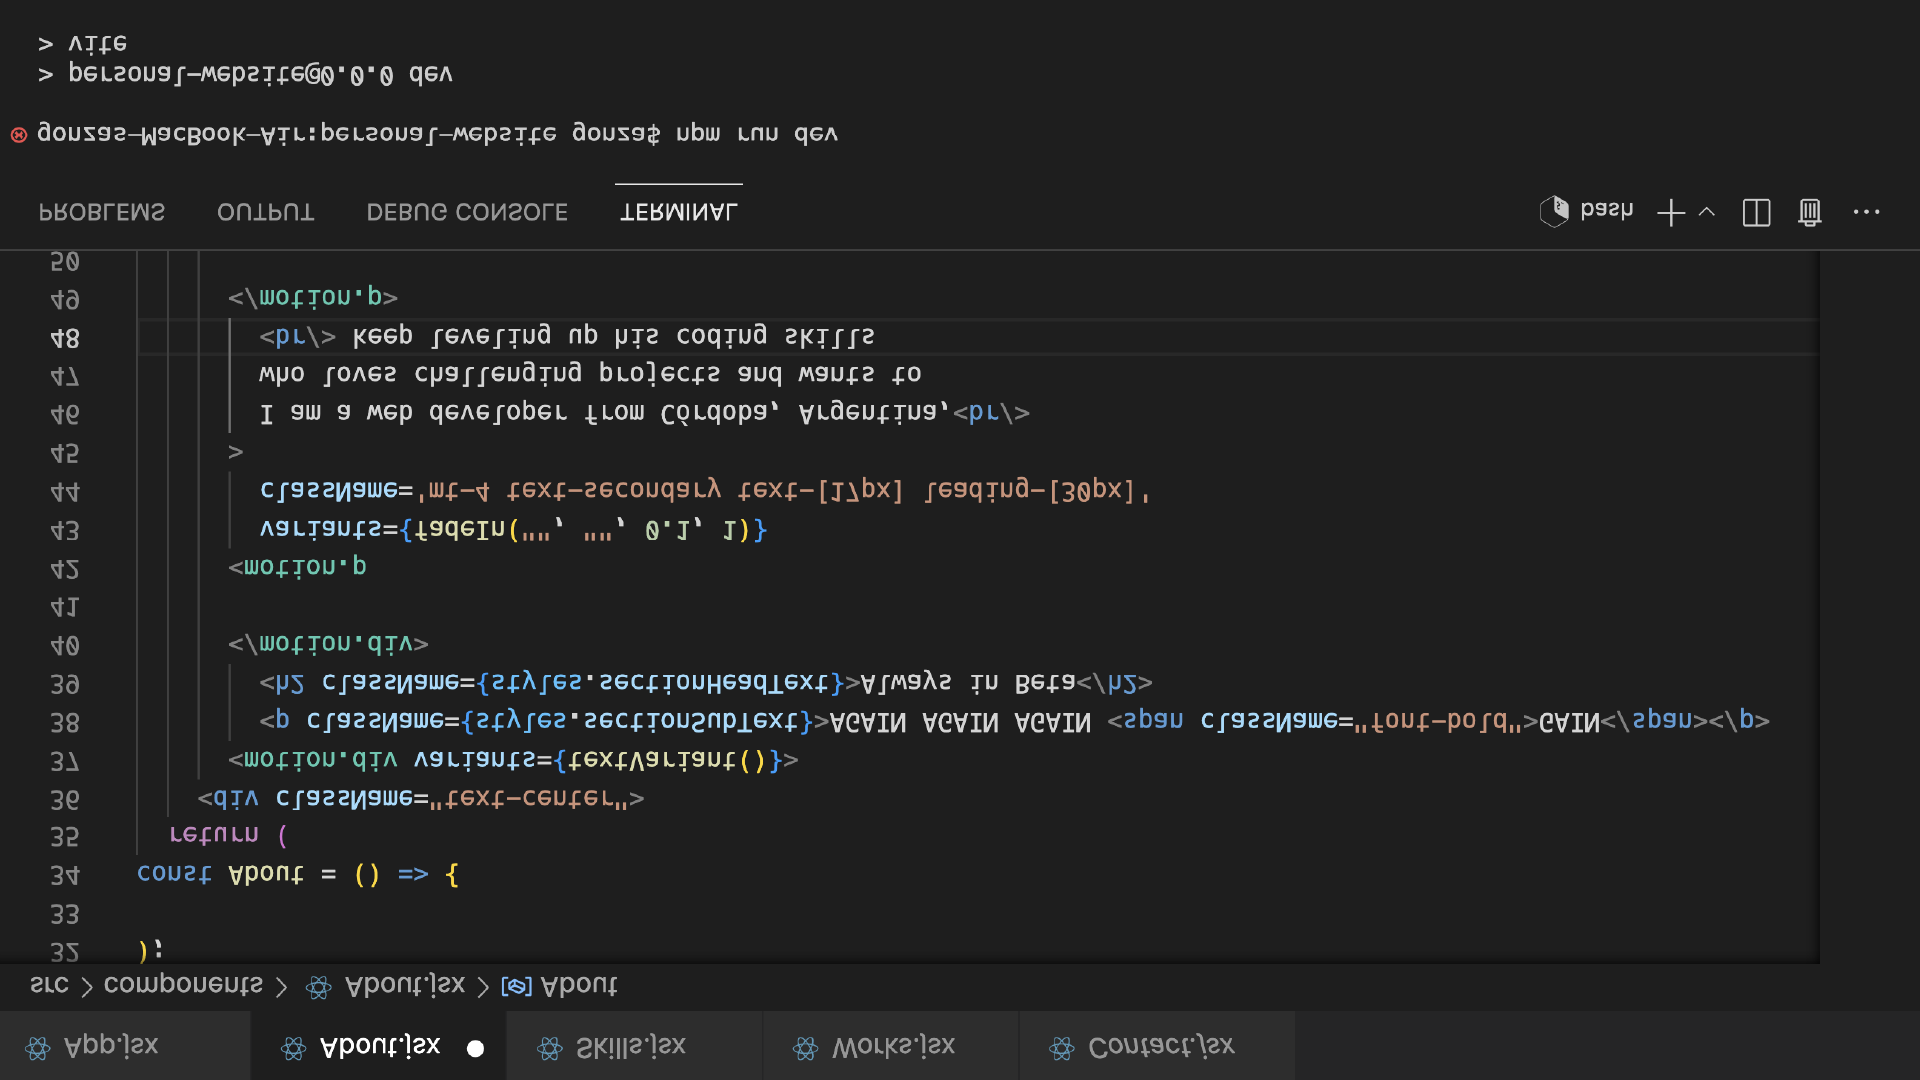 App.jsx About.jsx Skills.jsx Works.jsx Contact.jsx
src > components > About.jsx > About
32 );
33
34 const About = () => {
35 return (
36 <div className="text-center">
37 <motion.div variants={textVariant()}>
38 <p className={styles.sectionSubText}>AGAIN AGAIN AGAIN <span className="font-bold">GAIN</span></p>
39 <h2 className={styles.sectionHeadText}>Always in Beta</h2>
40 </motion.div>
41
42 <motion.p
43 variants={fadeIn("", "", 0.1, 1)}
44 className='mt-4 text-secondary text-[17px] leading-[30px]'
45 >
46 I am a web developer from Córdoba, Argentina,<br/>
47 who loves challenging projects and wants to
48 <br/> keep leveling up his coding skills
49 </motion.p>
50
PROBLEMS OUTPUT DEBUG CONSOLE TERMINAL bash
gonzas-MacBook-Air:personal-website gonza$ npm run dev
> personal-website@0.0.0 dev
> vite